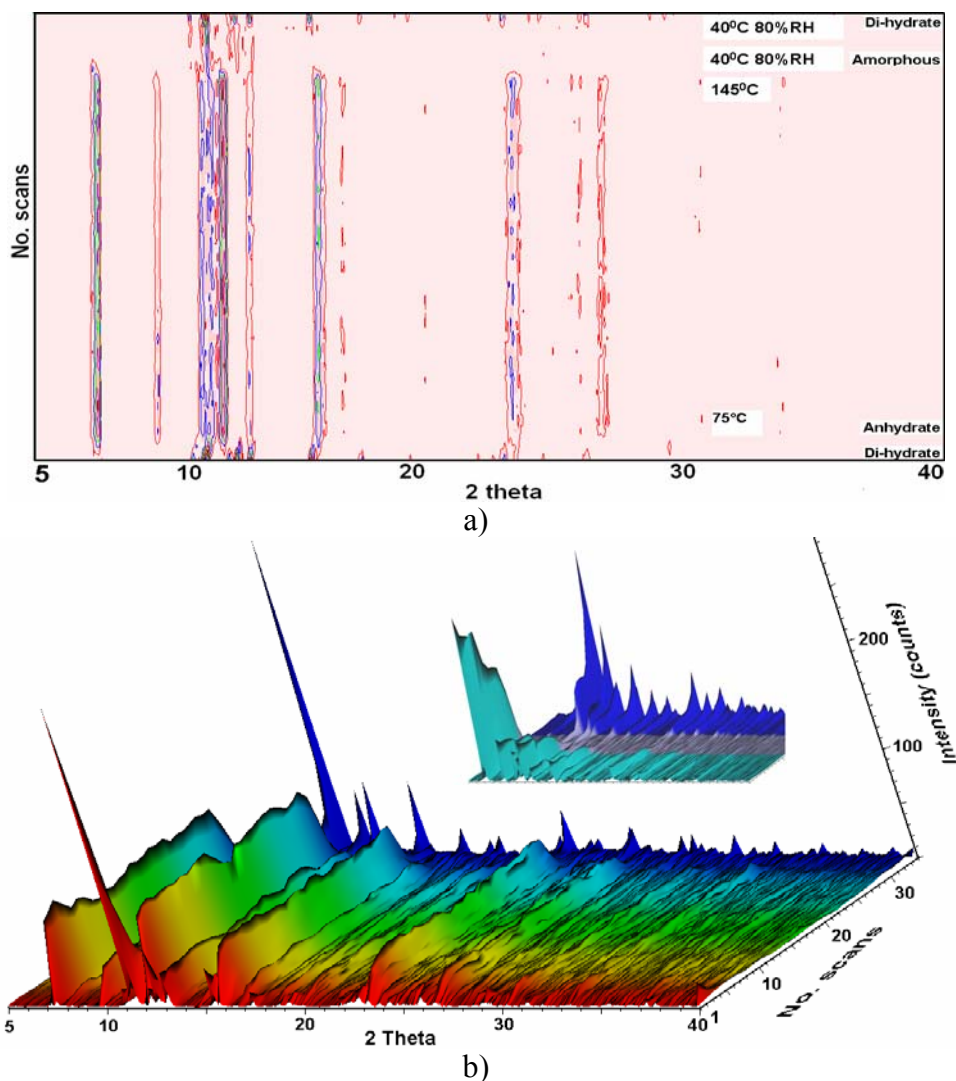 40⁰C 80%RH Di-hydrate
40⁰C 80%RH Amorphous
145⁰C
No. scans
75°C
Anhydrate
Di-hydrate
5 10 20 30 40
2 theta
a)
200
100
Intensity (counts)
30
20
10
1
No. scans
5 10 20 30 40
2 Theta
b)